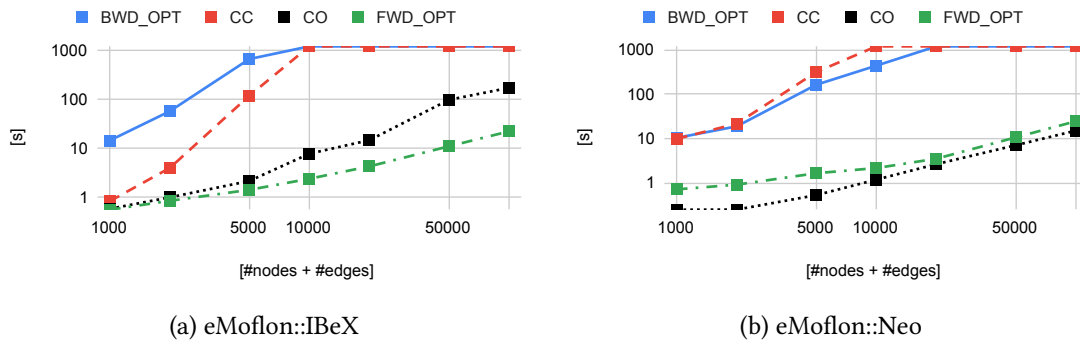 BWD_OPT CC CO FWD_OPT
1000
100
10
1
[s]
1000 5000 10000 50000
[#nodes + #edges]
(a) eMoflon::IBeX
BWD_OPT CC CO FWD_OPT
1000
100
10
1
[s]
1000 5000 10000 50000
[#nodes + #edges]
(b) eMoflon::Neo